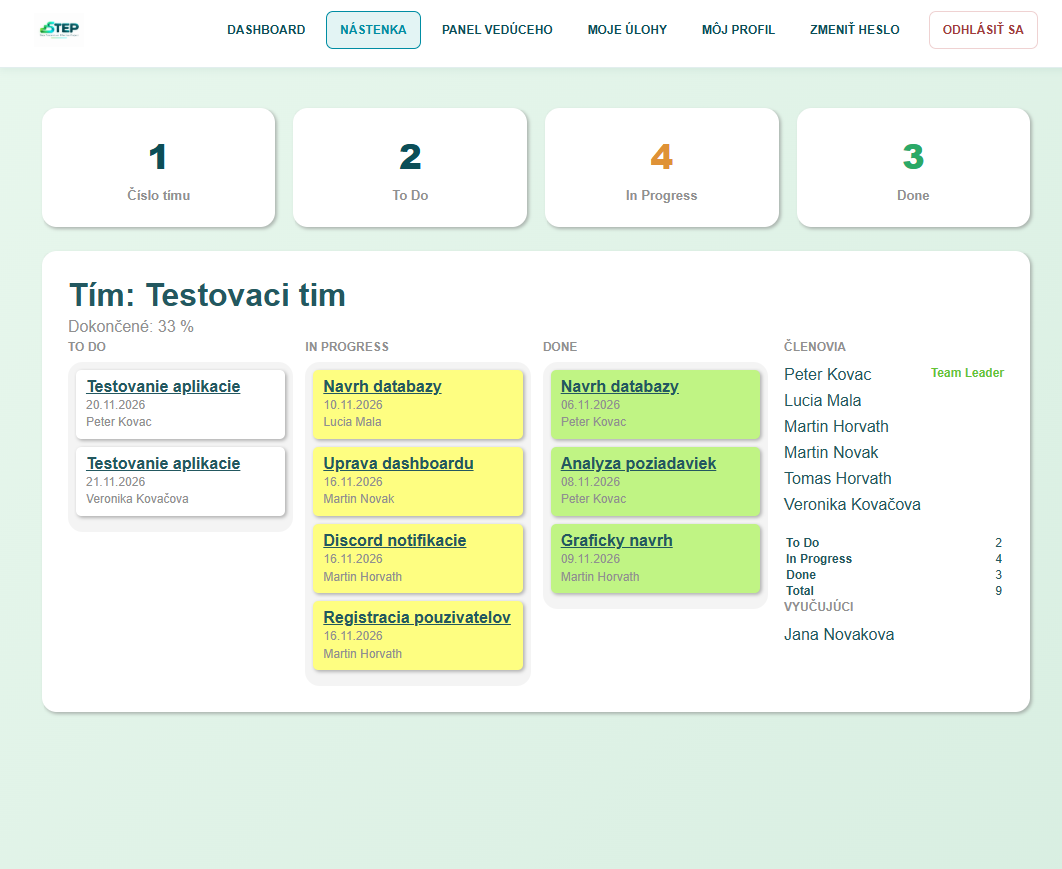 STEP
DASHBOARD
NÁSTENKA
PANEL VEDÚCEHO
MOJE ÚLOHY
MÔJ PROFIL
ZMENIŤ HESLO
ODHLÁSIŤ SA
1
Číslo tímu
2
To Do
4
In Progress
3
Done
Tím: Testovaci tim
Dokončené: 33 %
TO DO
Testovanie aplikacie
20.11.2026
Peter Kovac
Testovanie aplikacie
21.11.2026
Veronika Kovačova
IN PROGRESS
Navrh databazy
10.11.2026
Lucia Mala
Uprava dashboardu
16.11.2026
Martin Novak
Discord notifikacie
16.11.2026
Martin Horvath
Registracia pouzivatelov
16.11.2026
Martin Horvath
DONE
Navrh databazy
06.11.2026
Peter Kovac
Analyza poziadaviek
08.11.2026
Peter Kovac
Graficky navrh
09.11.2026
Martin Horvath
ČLENOVIA
Peter Kovac Team Leader
Lucia Mala
Martin Horvath
Martin Novak
Tomas Horvath
Veronika Kovačova
To Do 2
In Progress 4
Done 3
Total 9
VYUČUJÚCI
Jana Novakova